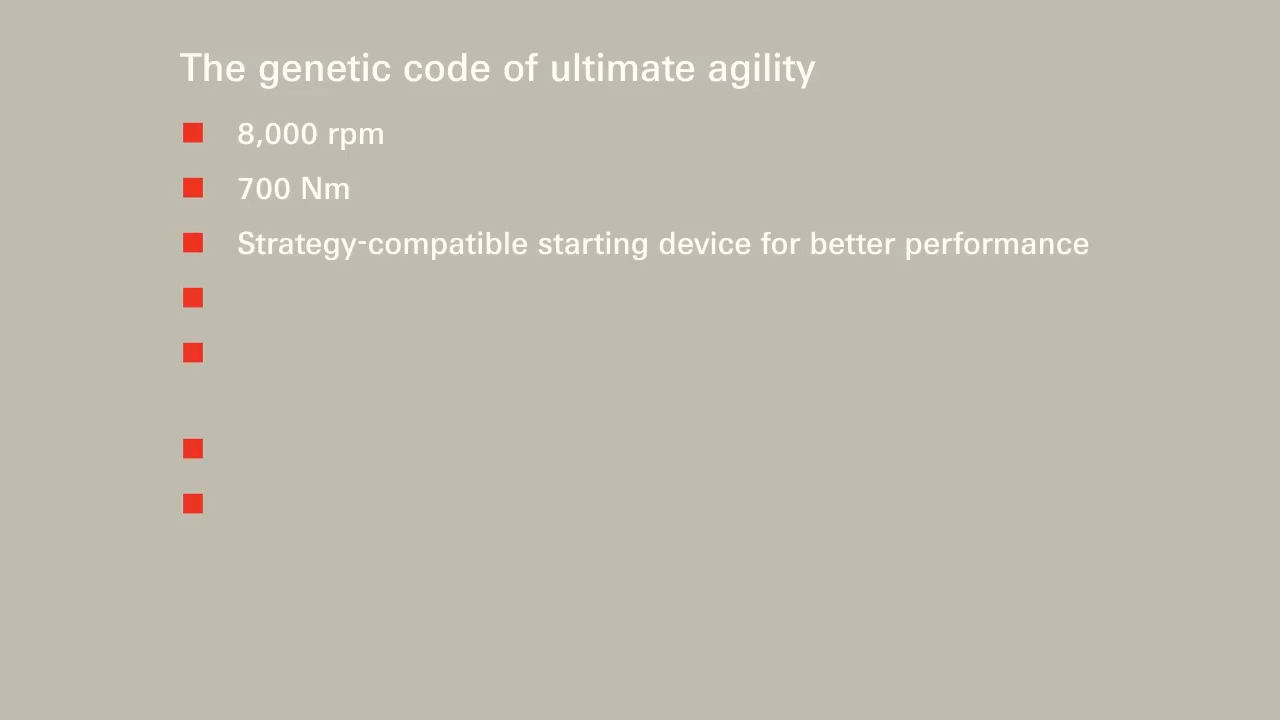 The genetic code of ultimate agility
8,000 rpm
700 Nm
Strategy-compatible starting device for better performance